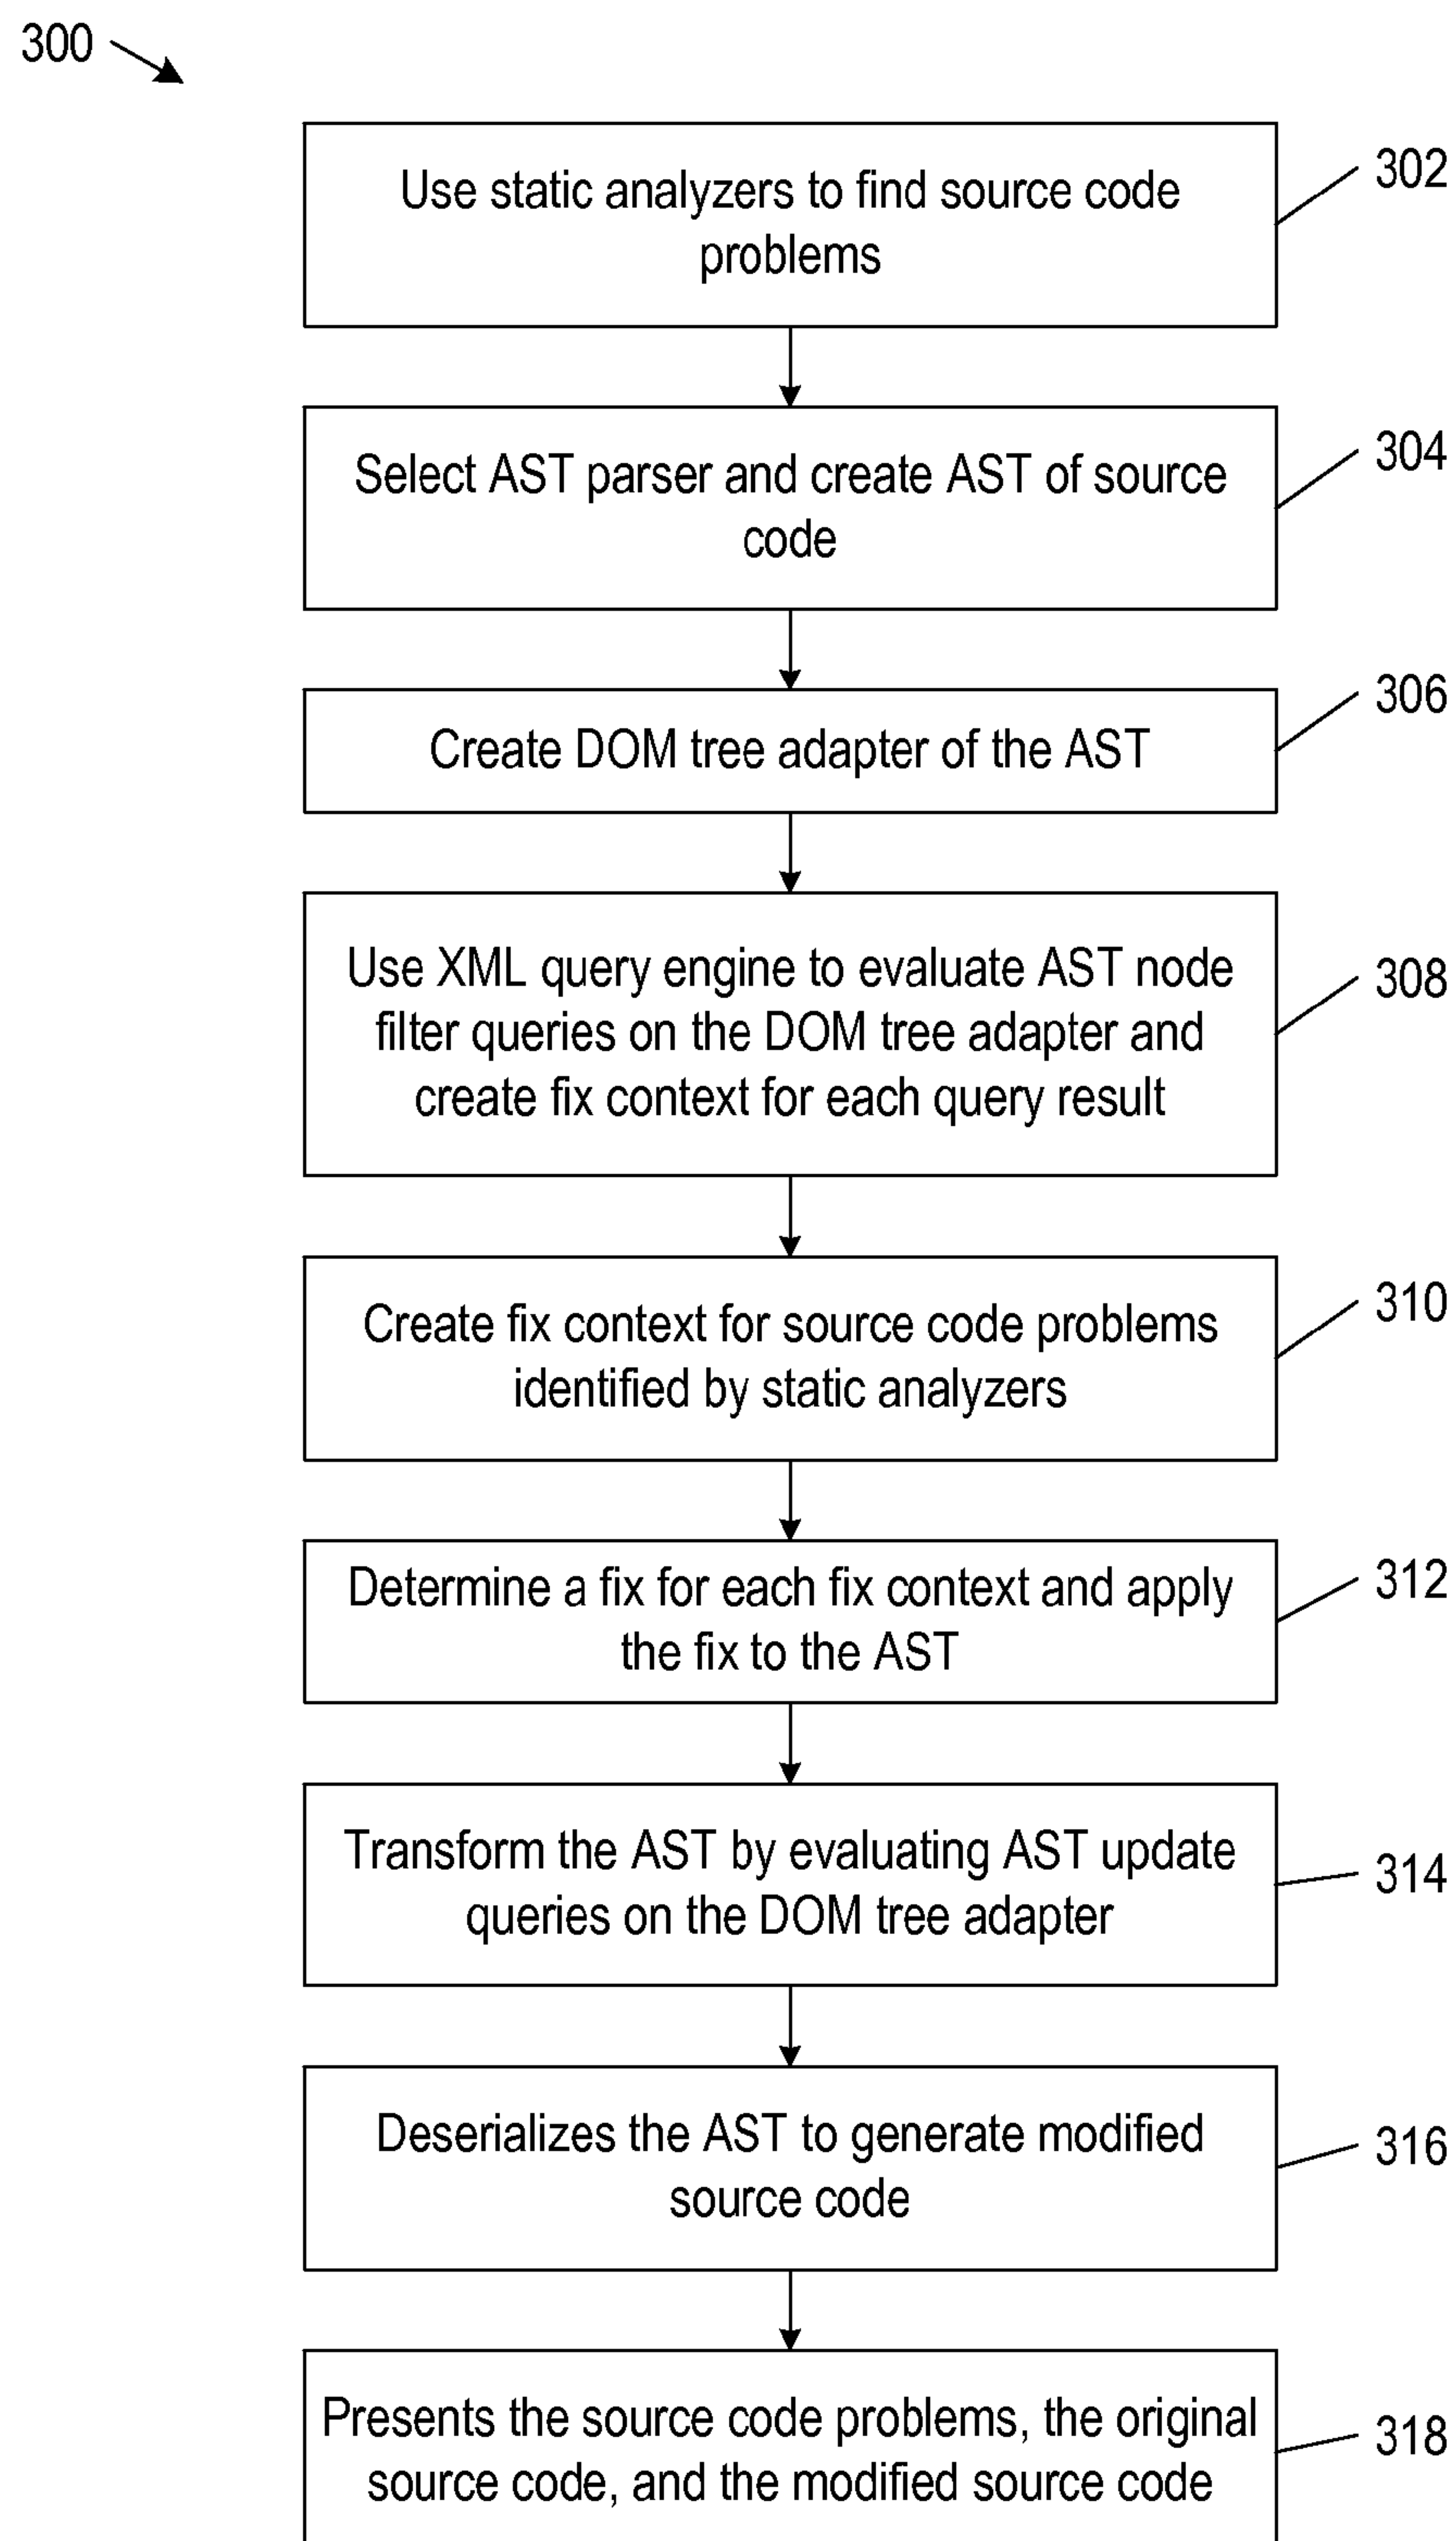 300
Use static analyzers to find source code
problems
302
Select AST parser and create AST of source
code
304
Create DOM tree adapter of the AST
306
Use XML query engine to evaluate AST node
filter queries on the DOM tree adapter and
create fix context for each query result
308
Create fix context for source code problems
identified by static analyzers
310
Determine a fix for each fix context and apply
the fix to the AST
312
Transform the AST by evaluating AST update
queries on the DOM tree adapter
314
Deserializes the AST to generate modified
source code
316
Presents the source code problems, the original
source code, and the modified source code
318